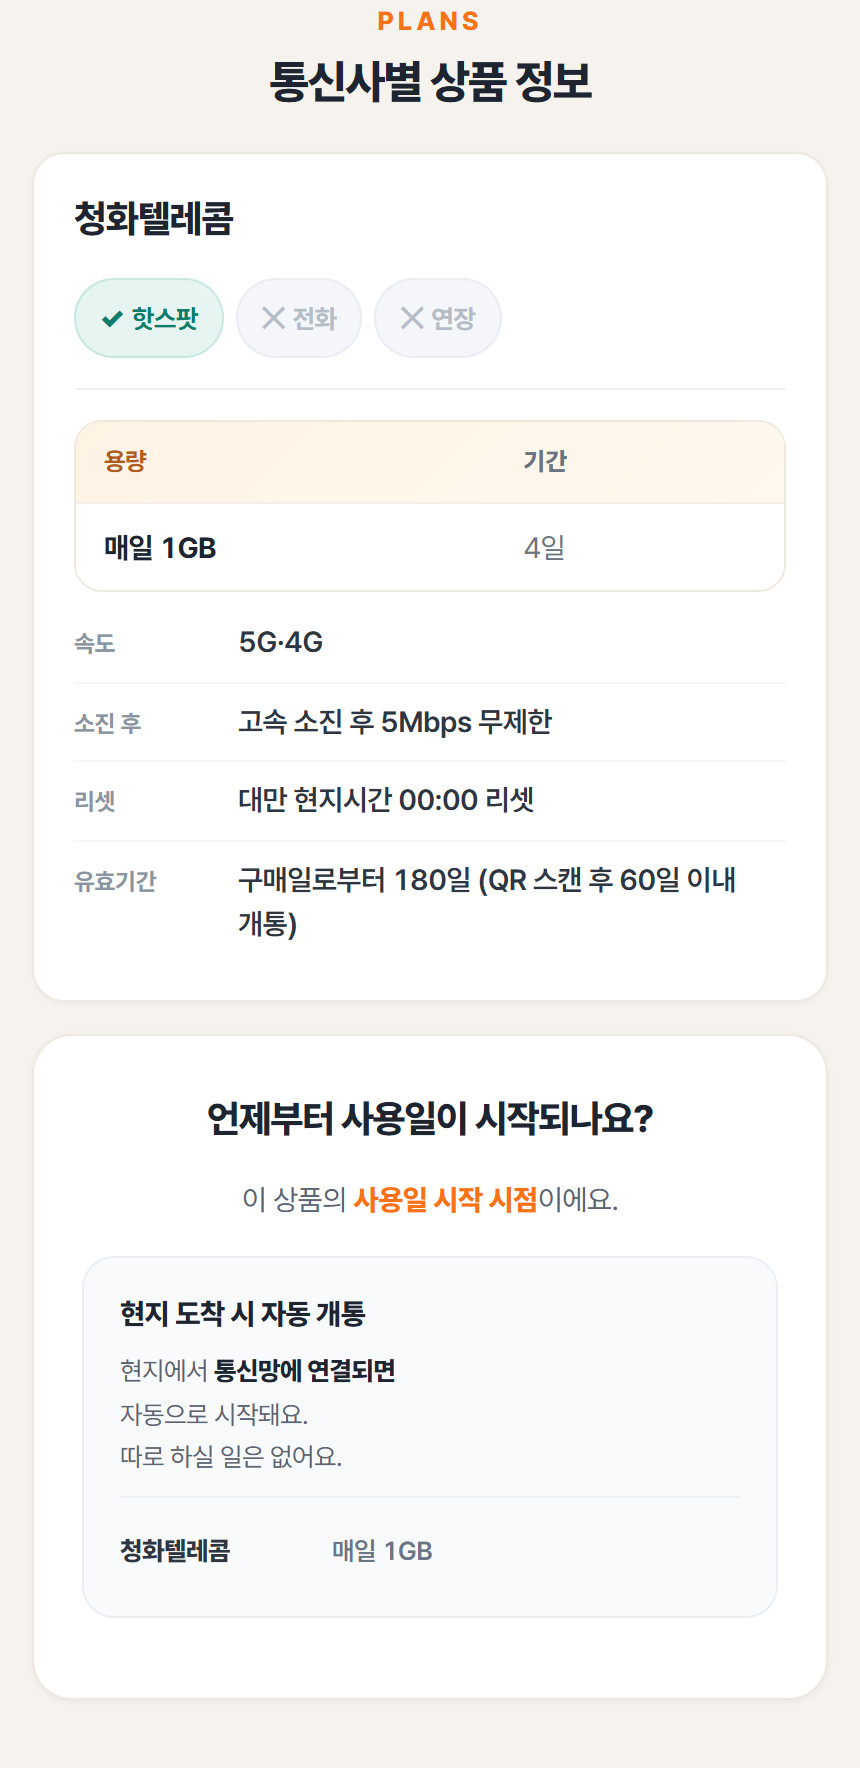 PLANS
통신사별 상품 정보
청화텔레콤
핫스팟 전화 연장
용량 기간
매일 1GB 4일
속도 5G·4G
소진 후 고속 소진 후 5Mbps 무제한
리셋 대만 현지시간 00:00 리셋
유효기간 구매일로부터 180일 (QR 스캔 후 60일 이내
개통)
언제부터 사용일이 시작되나요?
이 상품의 사용일 시작 시점이에요.
현지 도착 시 자동 개통
현지에서 통신망에 연결되면
자동으로 시작돼요.
따로 하실 일은 없어요.
청화텔레콤 매일 1GB